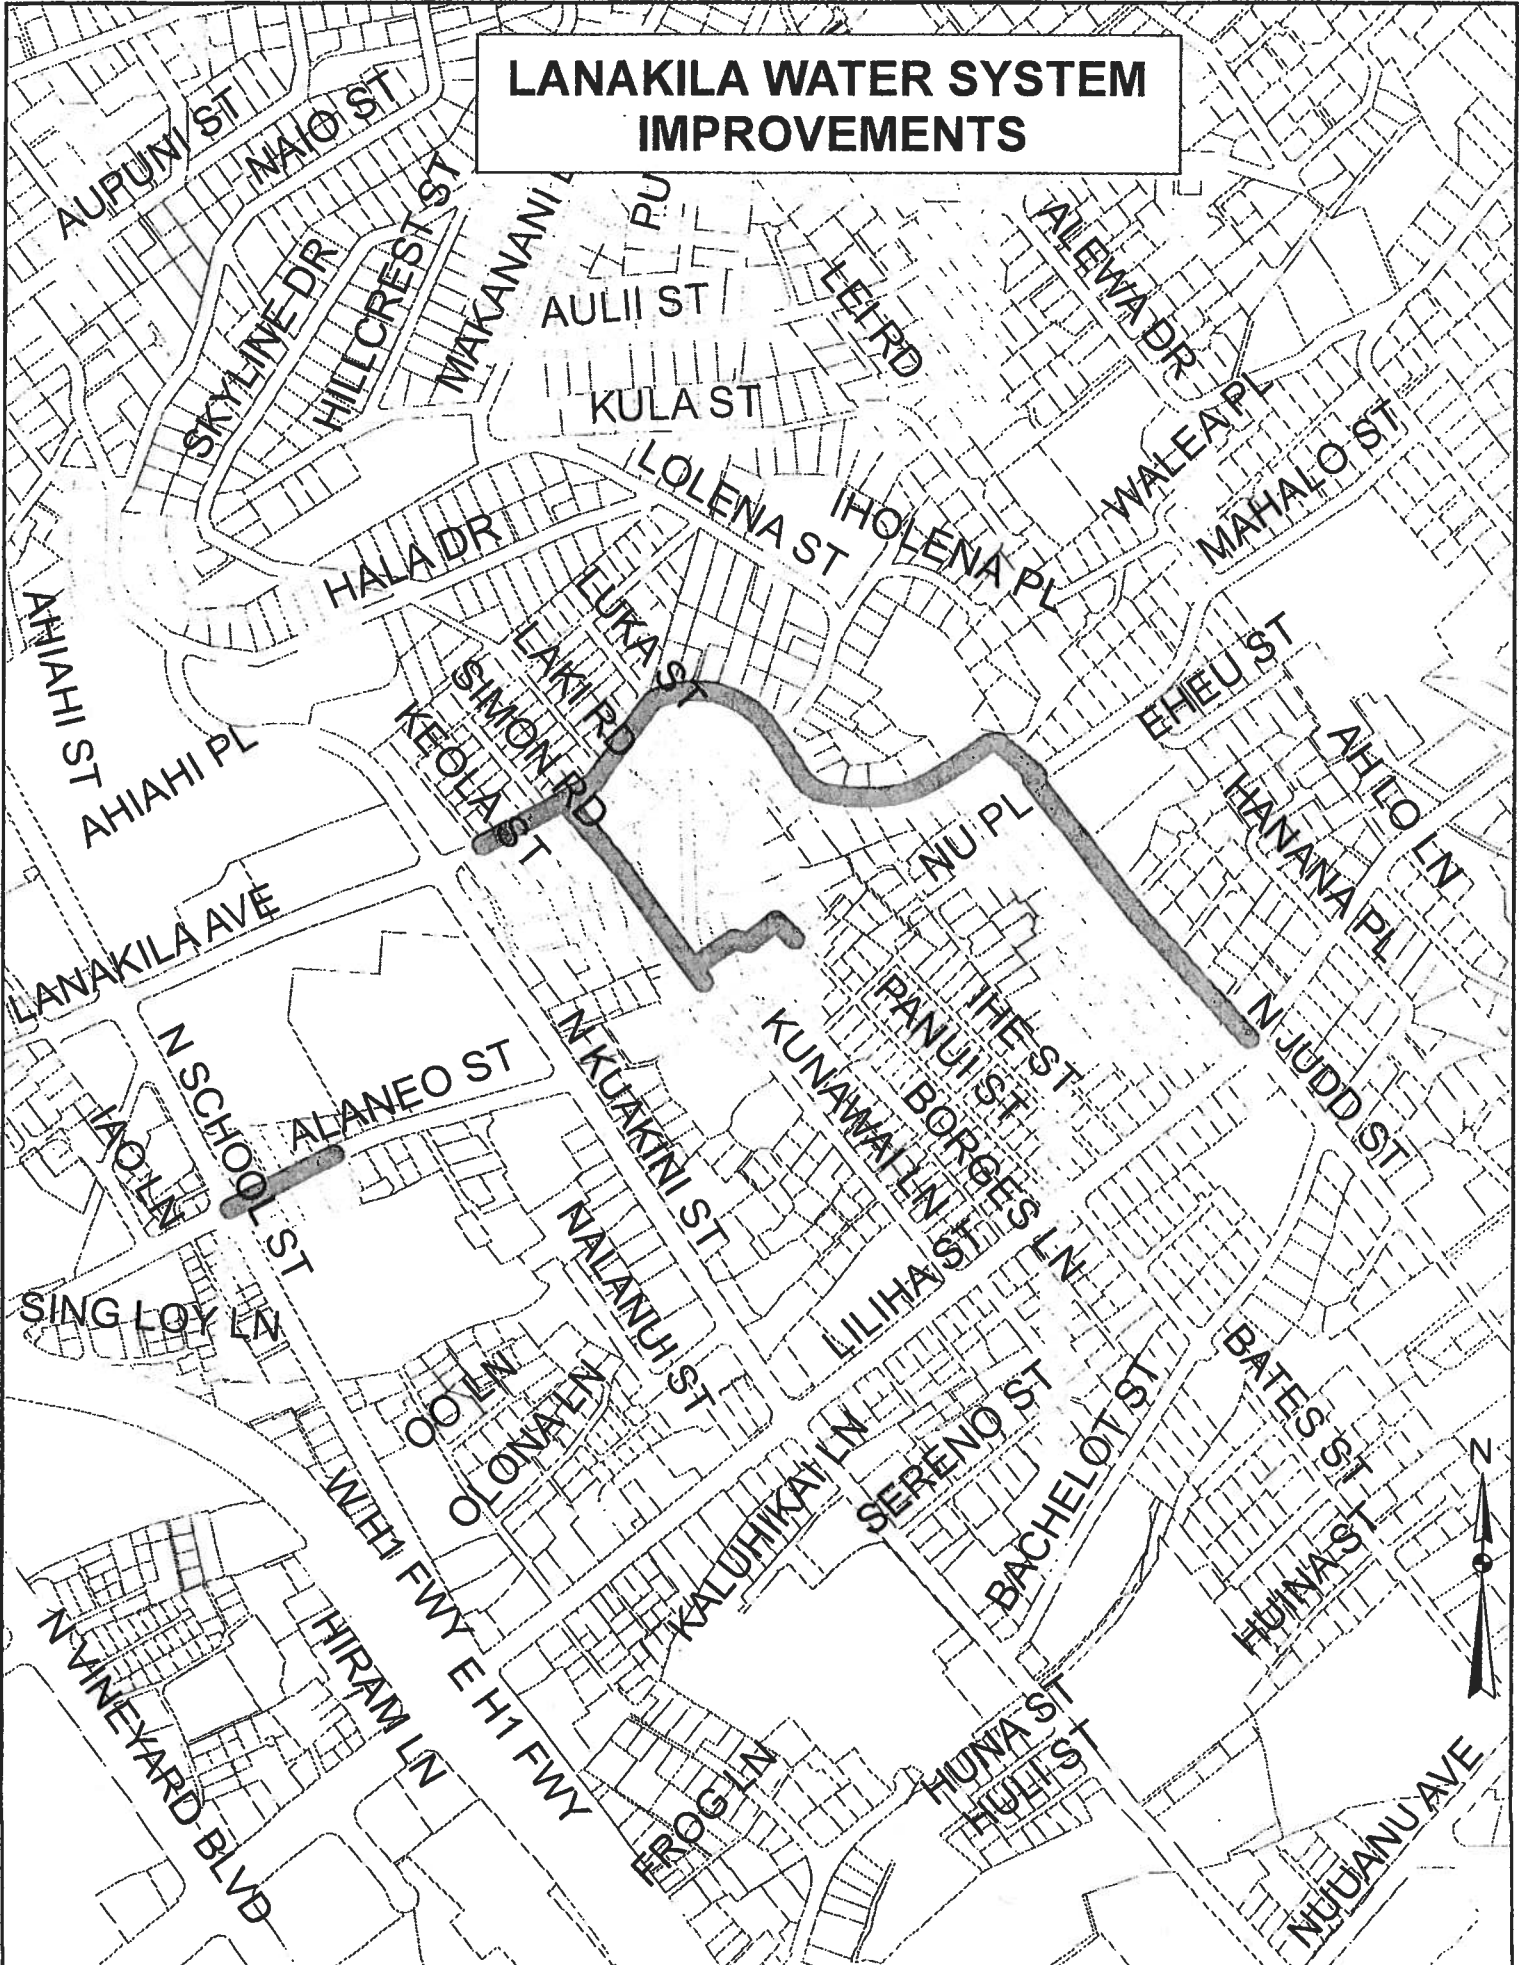 LANAKILA WATER SYSTEM
IMPROVEMENTS
AUPUNI ST
NAIO ST
SKYLINE DR
HILLCREST ST
MAKANANI
PU
AULII ST
LEI RD
ALEWA DR
KULA ST
WALEA PL
MAHALO ST
LOLENA ST
IHOLENA PL
HALA DR
LUKA ST
LAKI RD
SIMON RD
KEOLA ST
AHIAHI ST
AHIAHI PL
EHEU ST
AH LO LN
HANANA PL
NU PL
LANAKILA AVE
N SCHOOL ST
ALANEO ST
IAO LN
N KUAKINI ST
KUNAWAI LN
PANUI ST
IHE ST
BORGES LN
N JUDD ST
SING LOY LN
NALANUI ST
LILIHA ST
OO LN
OLONA LN
KALUHIKAI LN
SERENO ST
BACHELOT ST
BATES ST
HUINA ST
N
W H1 FWY
E H1 FWY
HIRAM LN
N VINEYARD BLVD
FROG LN
HUNA ST
HULI ST
NUUANU AVE